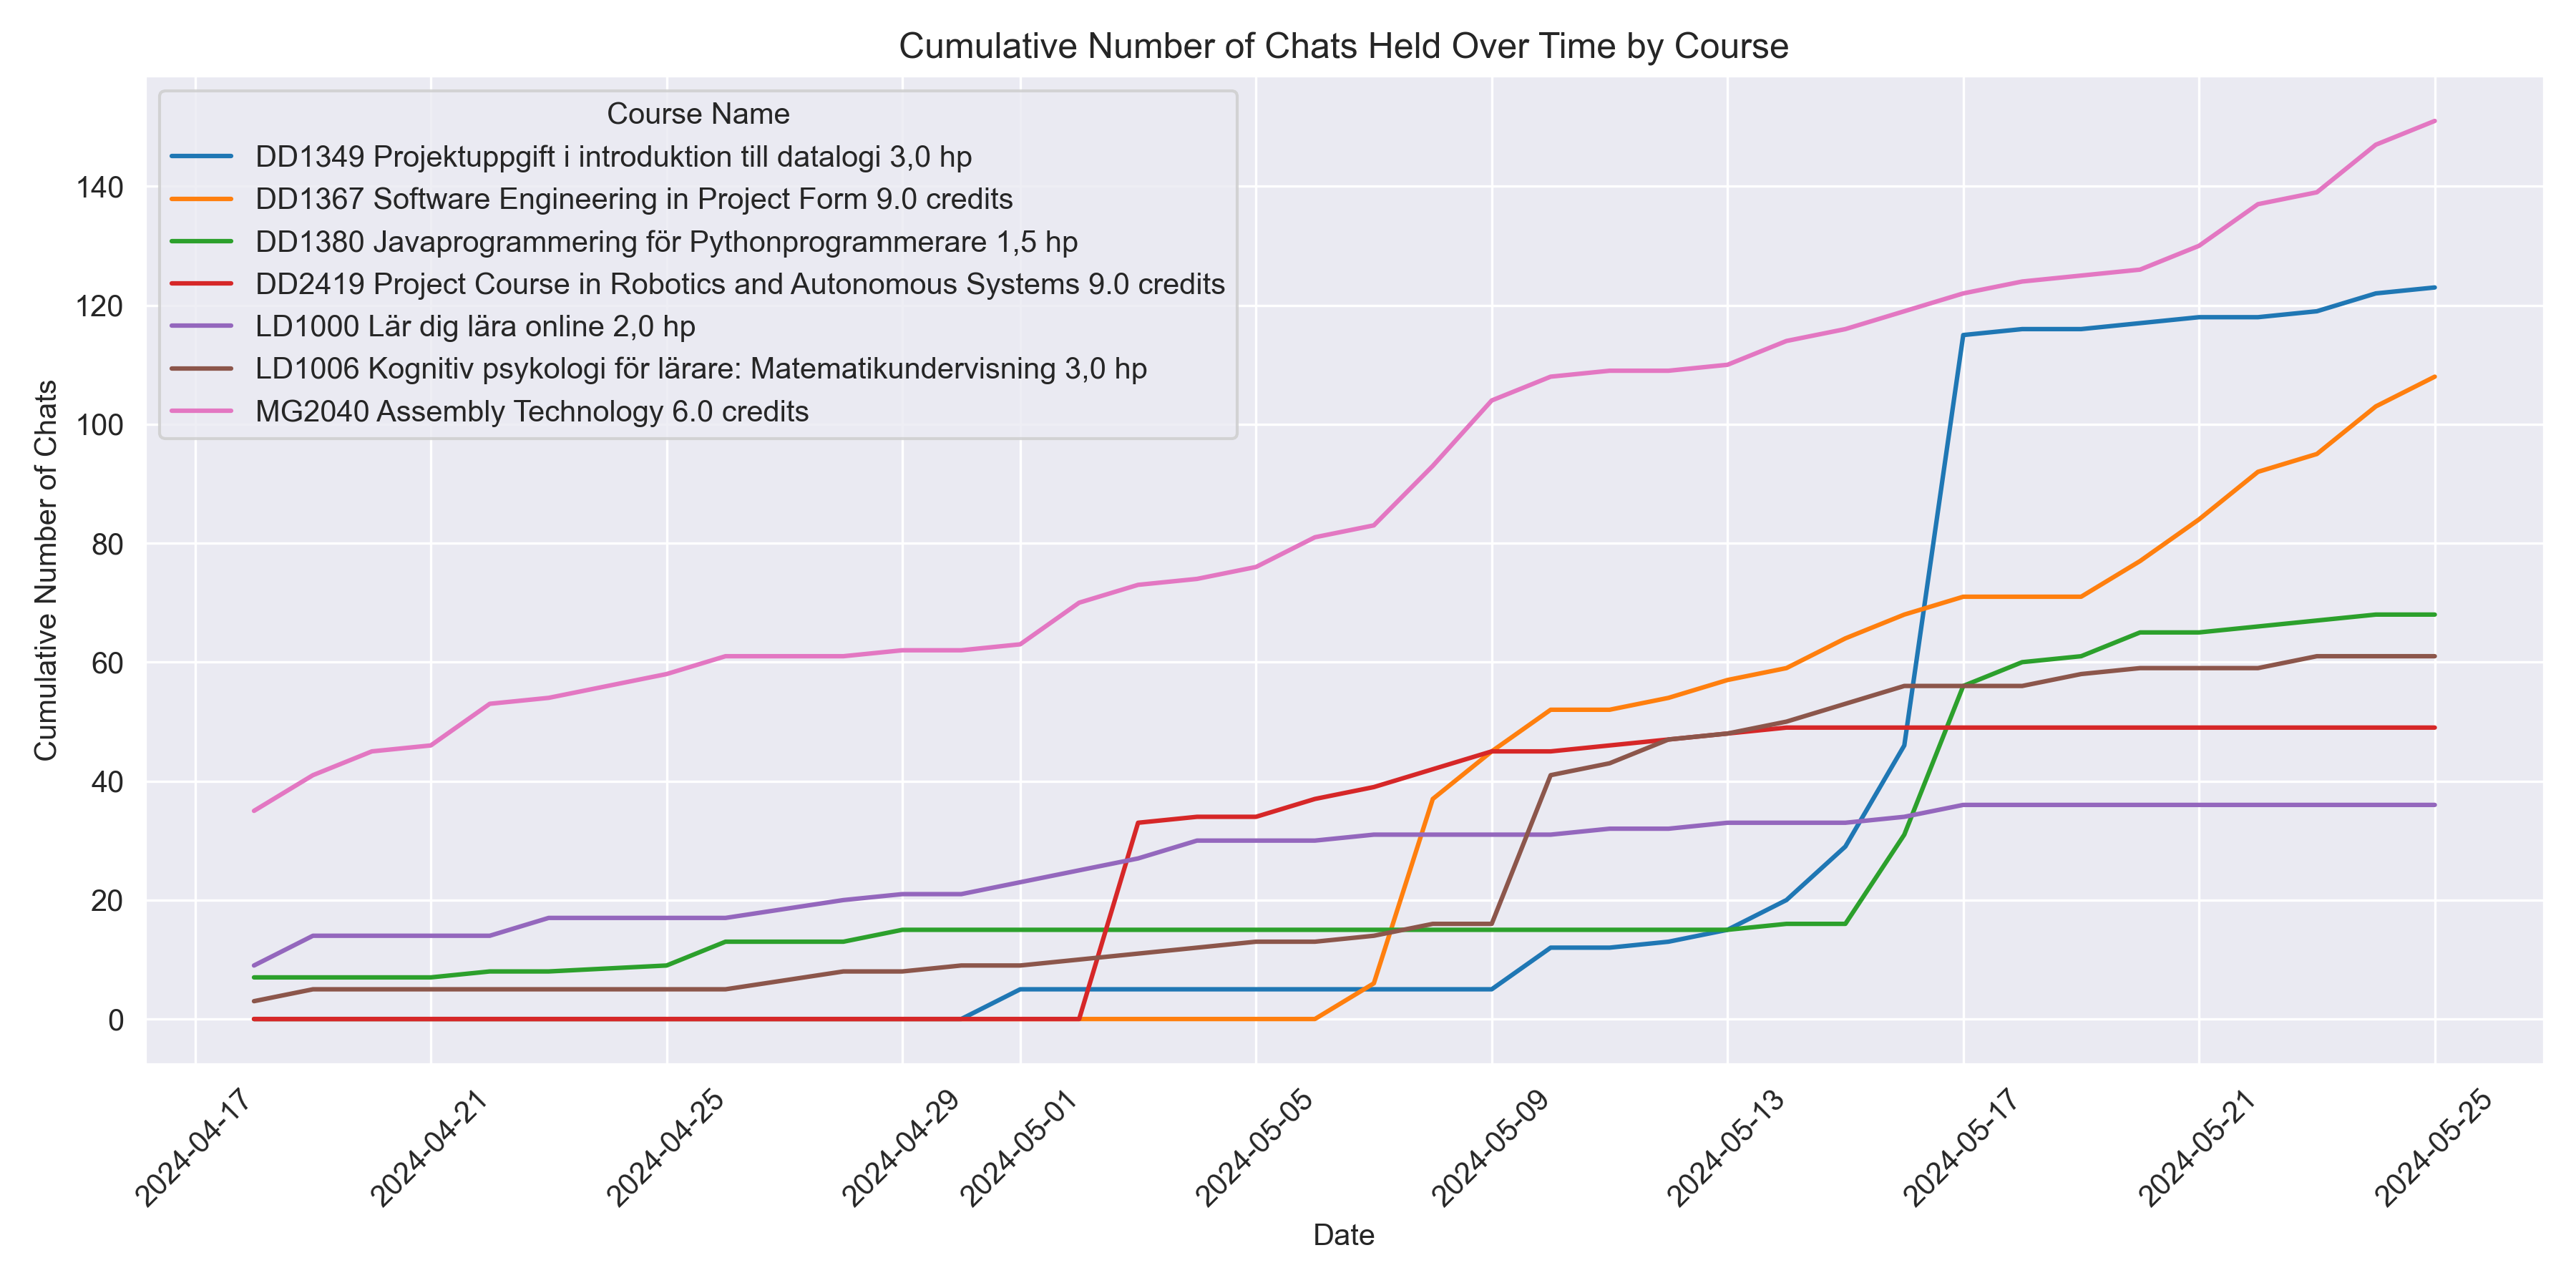 Cumulative Number of Chats Held Over Time by Course
Course Name
DD1349 Projektuppgift i introduktion till datalogi 3,0 hp
DD1367 Software Engineering in Project Form 9.0 credits
DD1380 Javaprogrammering för Pythonprogrammerare 1,5 hp
DD2419 Project Course in Robotics and Autonomous Systems 9.0 credits
LD1000 Lär dig lära online 2,0 hp
LD1006 Kognitiv psykologi för lärare: Matematikundervisning 3,0 hp
MG2040 Assembly Technology 6.0 credits
Cumulative Number of Chats
140
120
100
80
60
40
20
0
2024-04-17
2024-04-21
2024-04-25
2024-04-29
2024-05-01
2024-05-05
2024-05-09
2024-05-13
2024-05-17
2024-05-21
2024-05-25
Date